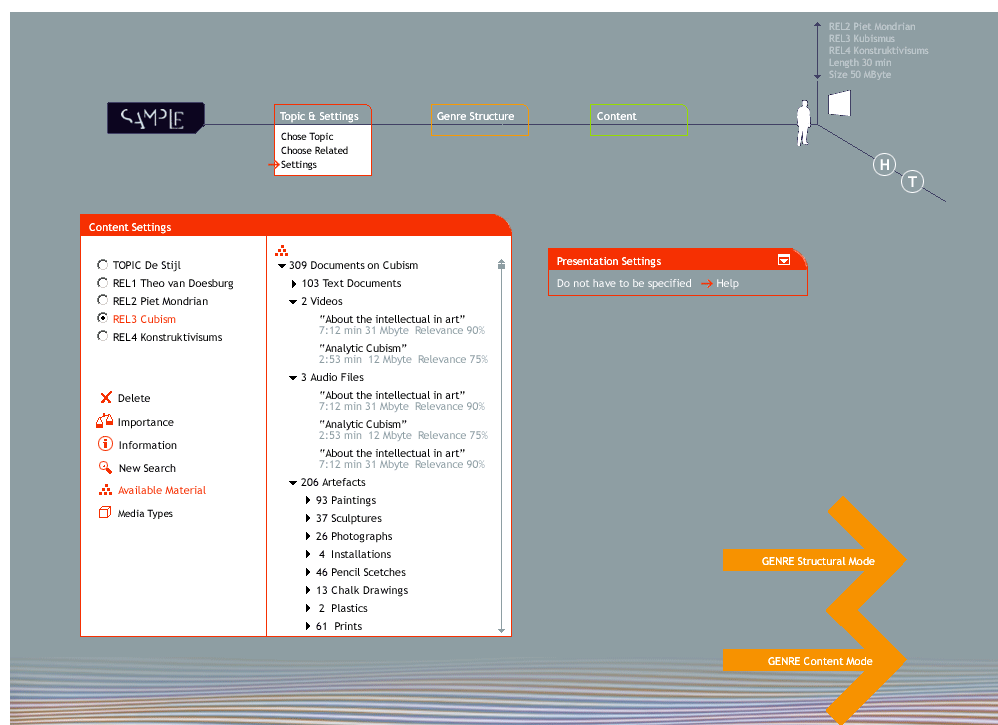 REL2 Piet Mondrian
REL3 Kubismus
REL4 Konstruktivisums
Length 30 min
Size 50 MByte
SAMPLE
Topic & Settings
Genre Structure
Content
Chose Topic
Choose Related
Settings
H
T
Content Settings
TOPIC De Stijl
REL1 Theo van Doesburg
REL2 Piet Mondrian
REL3 Cubism
REL4 Konstruktivisums
Delete
Importance
Information
New Search
Available Material
Media Types
309 Documents on Cubism
103 Text Documents
2 Videos
“About the intellectual in art”
7:12 min 31 Mbyte Relevance 90%
“Analytic Cubism”
2:53 min 12 Mbyte Relevance 75%
3 Audio Files
“About the intellectual in art”
7:12 min 31 Mbyte Relevance 90%
“Analytic Cubism”
2:53 min 12 Mbyte Relevance 75%
“About the intellectual in art”
7:12 min 31 Mbyte Relevance 90%
206 Artefacts
93 Paintings
37 Sculptures
26 Photographs
4 Installations
46 Pencil Scetches
13 Chalk Drawings
2 Plastics
61 Prints
Presentation Settings
Do not have to be specified → Help
GENRE Structural Mode
GENRE Content Mode